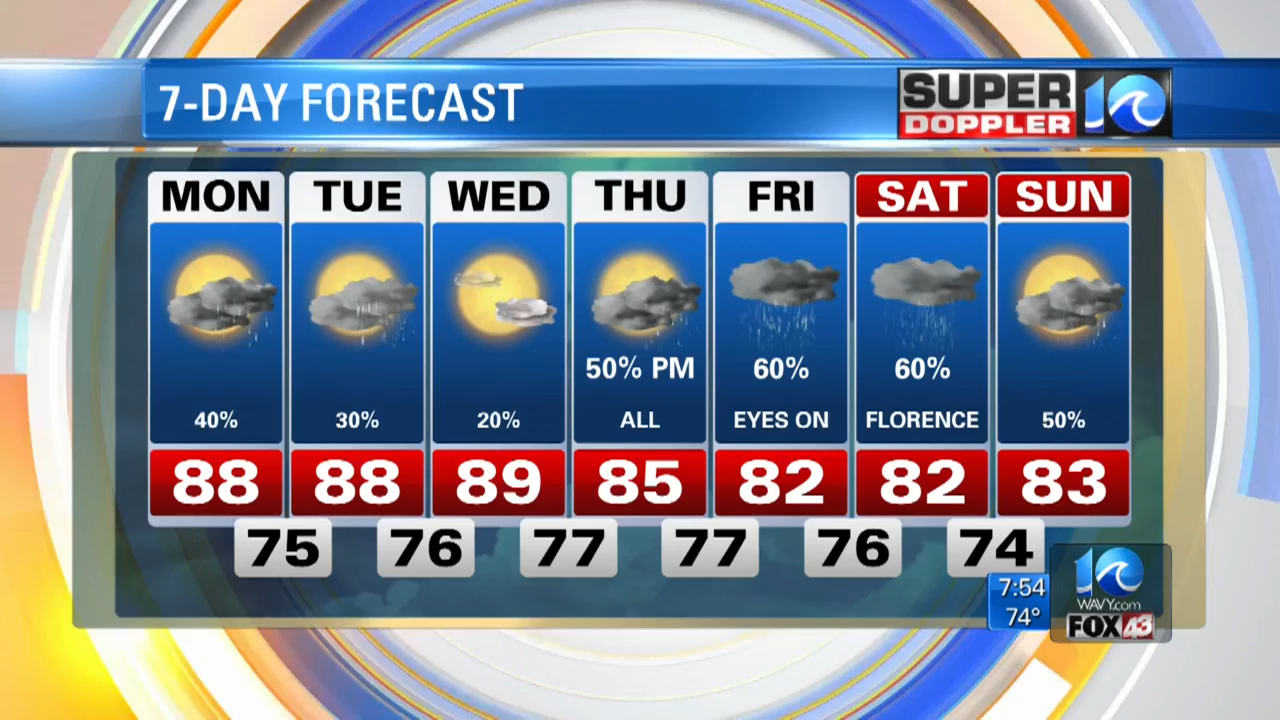 7-DAY FORECAST
SUPER
DOPPLER
10
MON TUE WED THU FRI SAT SUN
50% PM 60% 60%
40% 30% 20% ALL EYES ON FLORENCE 50%
88 88 89 85 82 82 83
75 76 77 77 76 74
7:54
74°
10
WAVY.com
FOX 43